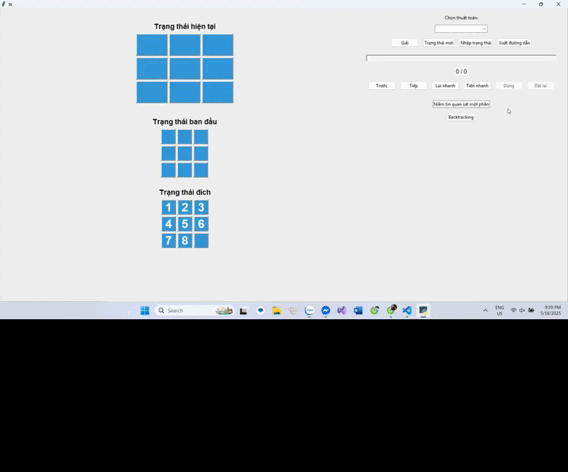 tk
Trạng thái hiện tại
Trạng thái ban đầu
Trạng thái đích
1 2 3
4 5 6
7 8
Chọn thuật toán:
Giải Trạng thái mới Nhập trạng thái Xuất đường dẫn
0 / 0
Trước Tiếp Lùi nhanh Tiến nhanh Dừng Đặt lại
Niềm tin quan sát một phần
Backtracking
Search
ENG
US
9:39 PM
5/18/2025